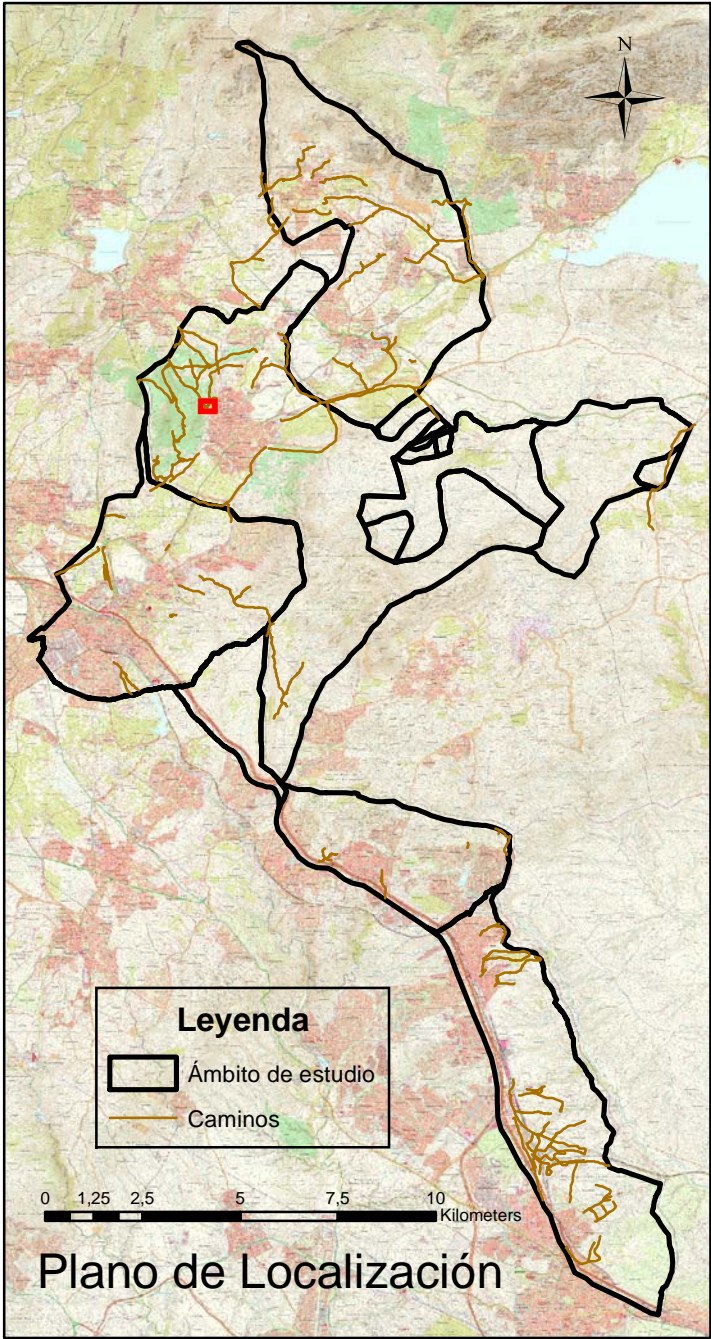 N
Leyenda
Ámbito de estudio
Caminos
0 1,25 2,5 5 7,5 10
Kilometers
Plano de Localización